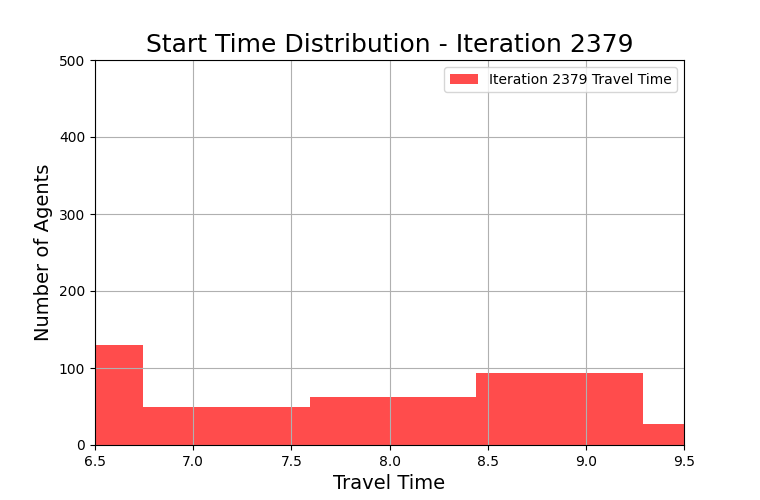 Start Time Distribution - Iteration 2379
500
400
300
200
100
0
Number of Agents
Iteration 2379 Travel Time
6.5 7.0 7.5 8.0 8.5 9.0 9.5
Travel Time